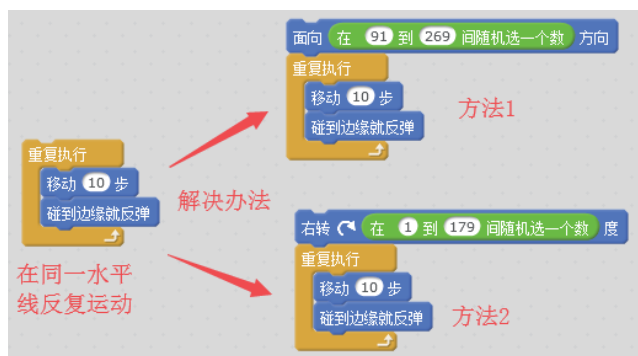 面向 在 91 到 269 间随机选一个数 方向
重复执行
移动 10 步
碰到边缘就反弹
方法1
重复执行
移动 10 步
碰到边缘就反弹
在同一水平
线反复运动
解决办法
右转 在 1 到 179 间随机选一个数 度
重复执行
移动 10 步
碰到边缘就反弹
方法2